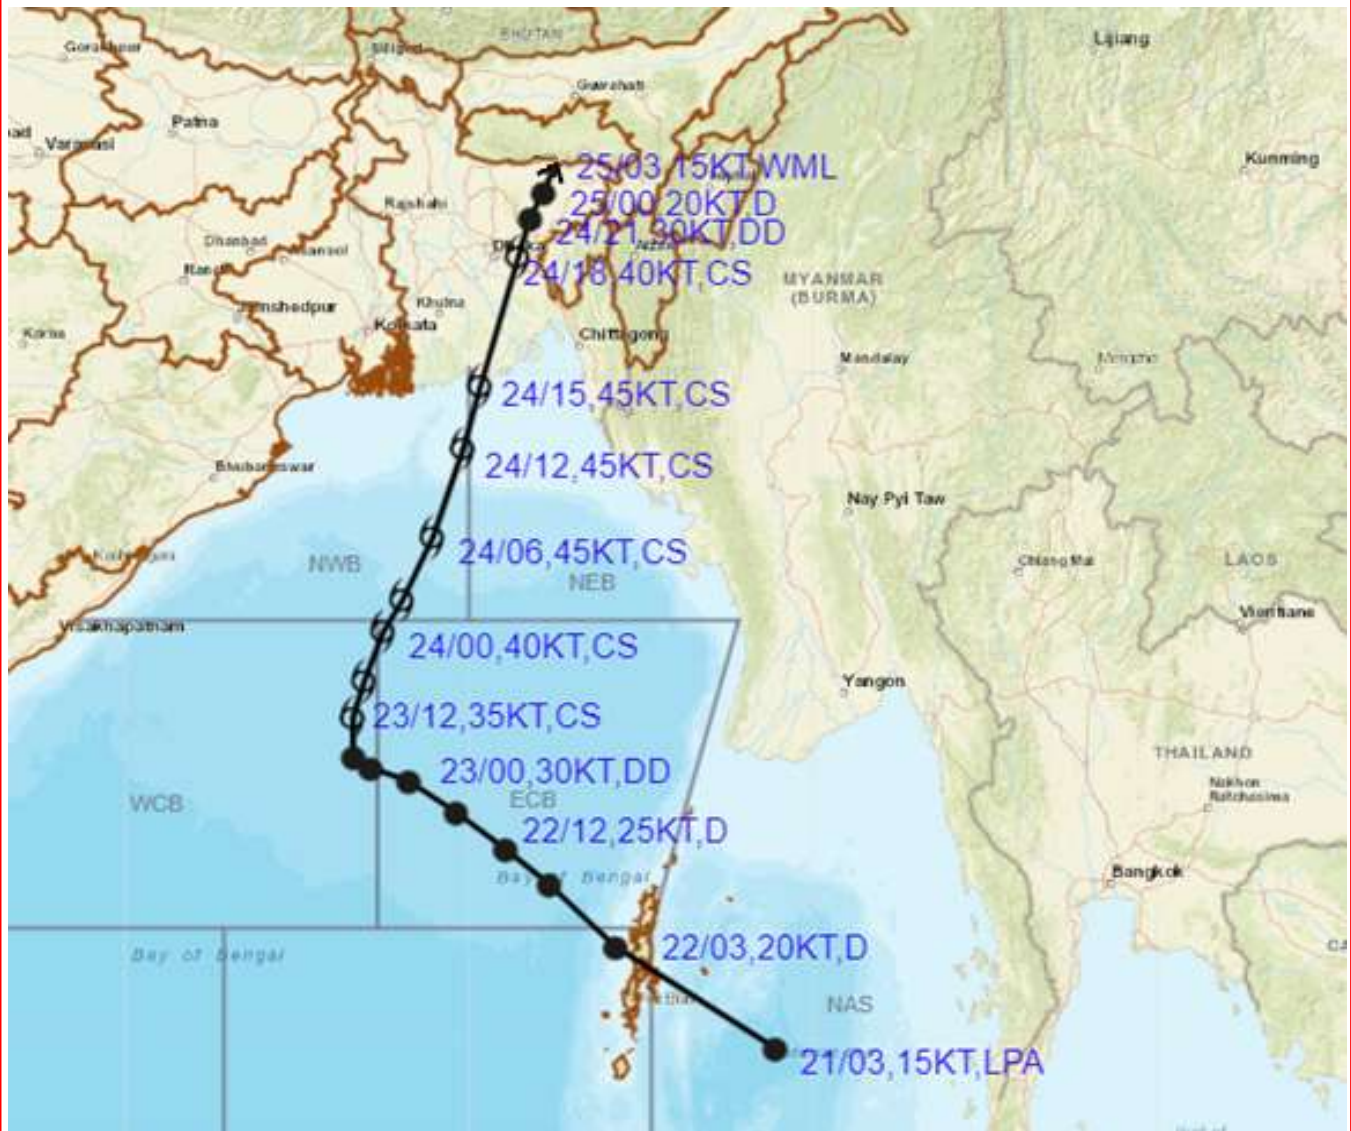 BHUTAN
Lijiang
Guwahati
Patna
Varanasi
Kunming
25/03,15KT,WML
25/00,20KT,D
Rajshahi
24/21,30KT,DD
Dhanbad
Dhaka
24/18,40KT,CS
MYANMAR
(BURMA)
Jamshedpur
Khulna
Kolkata
Chittagong
Mandalay
24/15,45KT,CS
Bhubaneswar
24/12,45KT,CS
Nay Pyi Taw
24/06,45KT,CS
NWB
NEB
Chiang Mai
LAOS
Vientiane
Visakhapatnam
24/00,40KT,CS
Yangon
23/12,35KT,CS
THAILAND
23/00,30KT,DD
Nakhon
Ratchasima
WCB
ECB
22/12,25KT,D
Bangkok
Bay of Bengal
22/03,20KT,D
Bay of Bengal
NAS
21/03,15KT,LPA